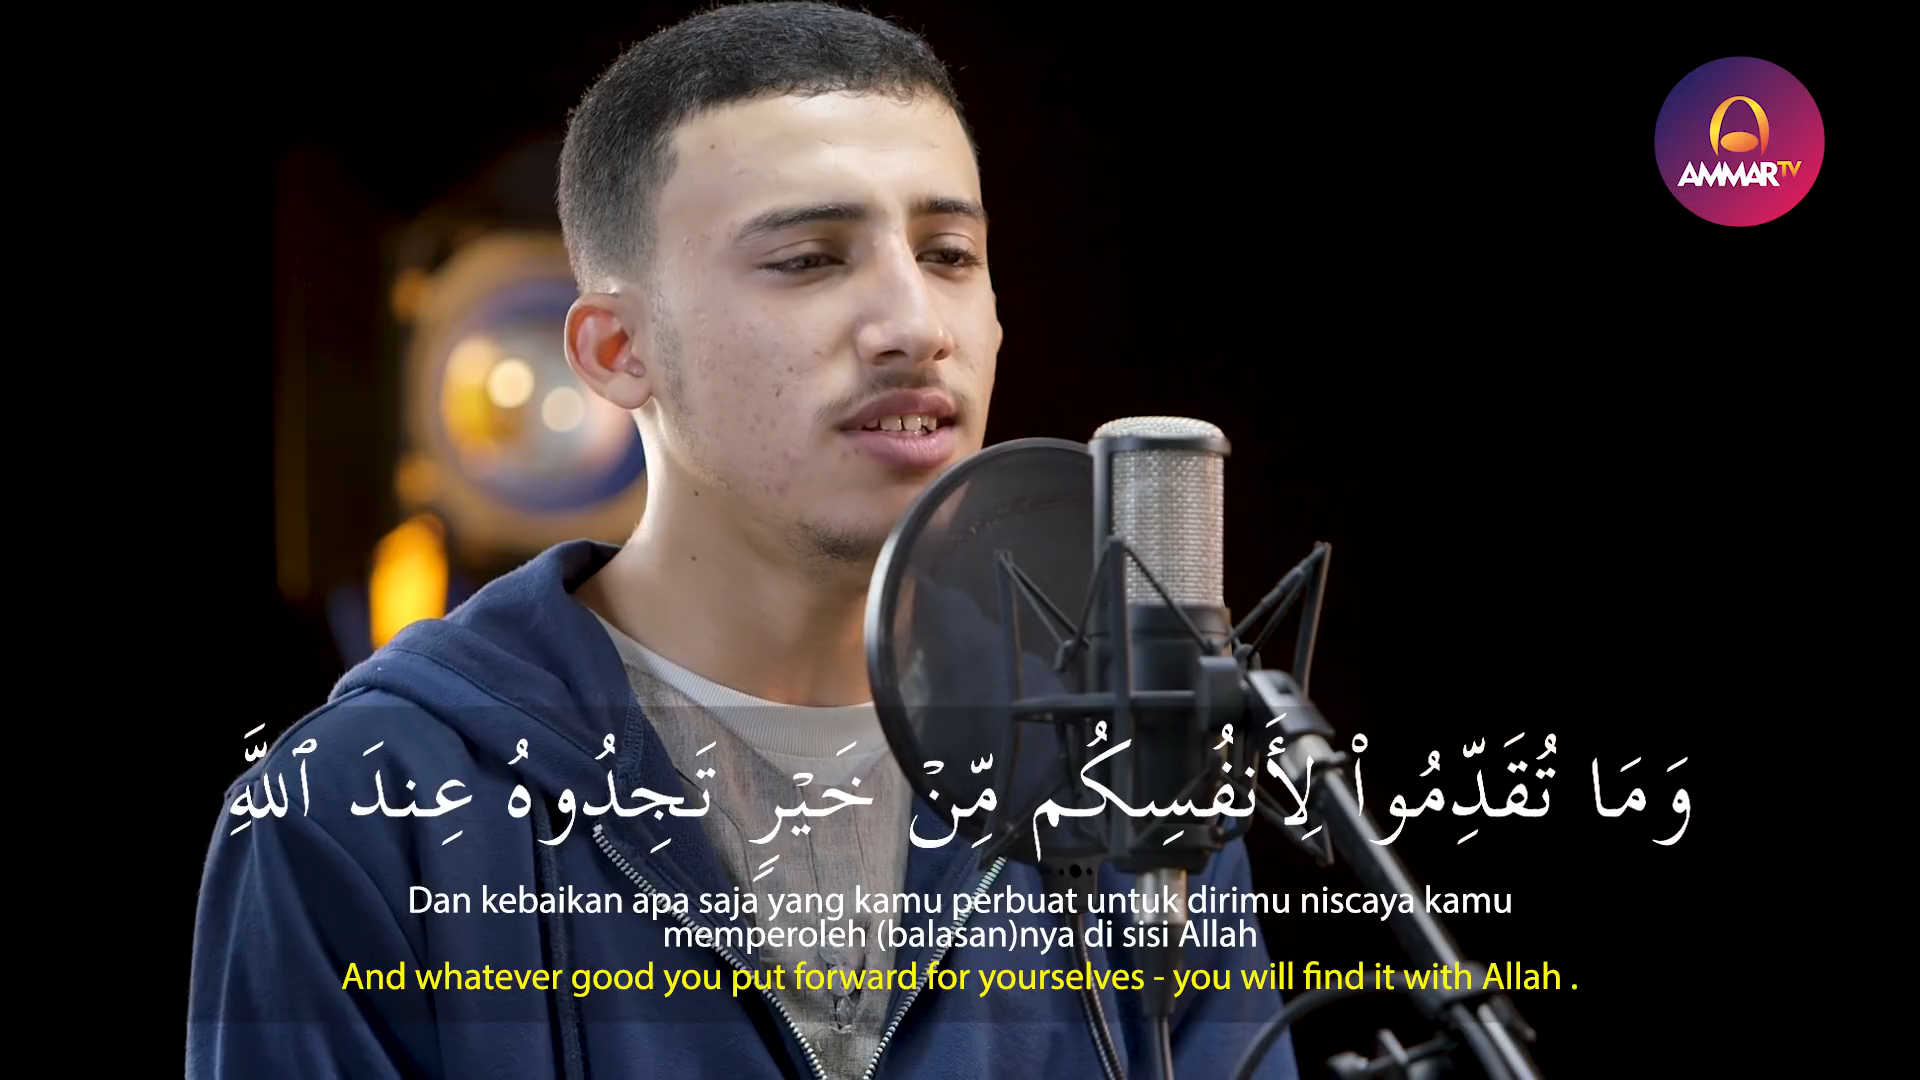 AMMARTV
وَمَا تُقَدِّمُوا۟ لِأَنفُسِكُم مِّنْ خَيْرٍ تَجِدُوهُ عِندَ ٱللَّهِ
Dan kebaikan apa saja yang kamu perbuat untuk dirimu niscaya kamu
memperoleh (balasan)nya di sisi Allah
And whatever good you put forward for yourselves - you will find it with Allah .